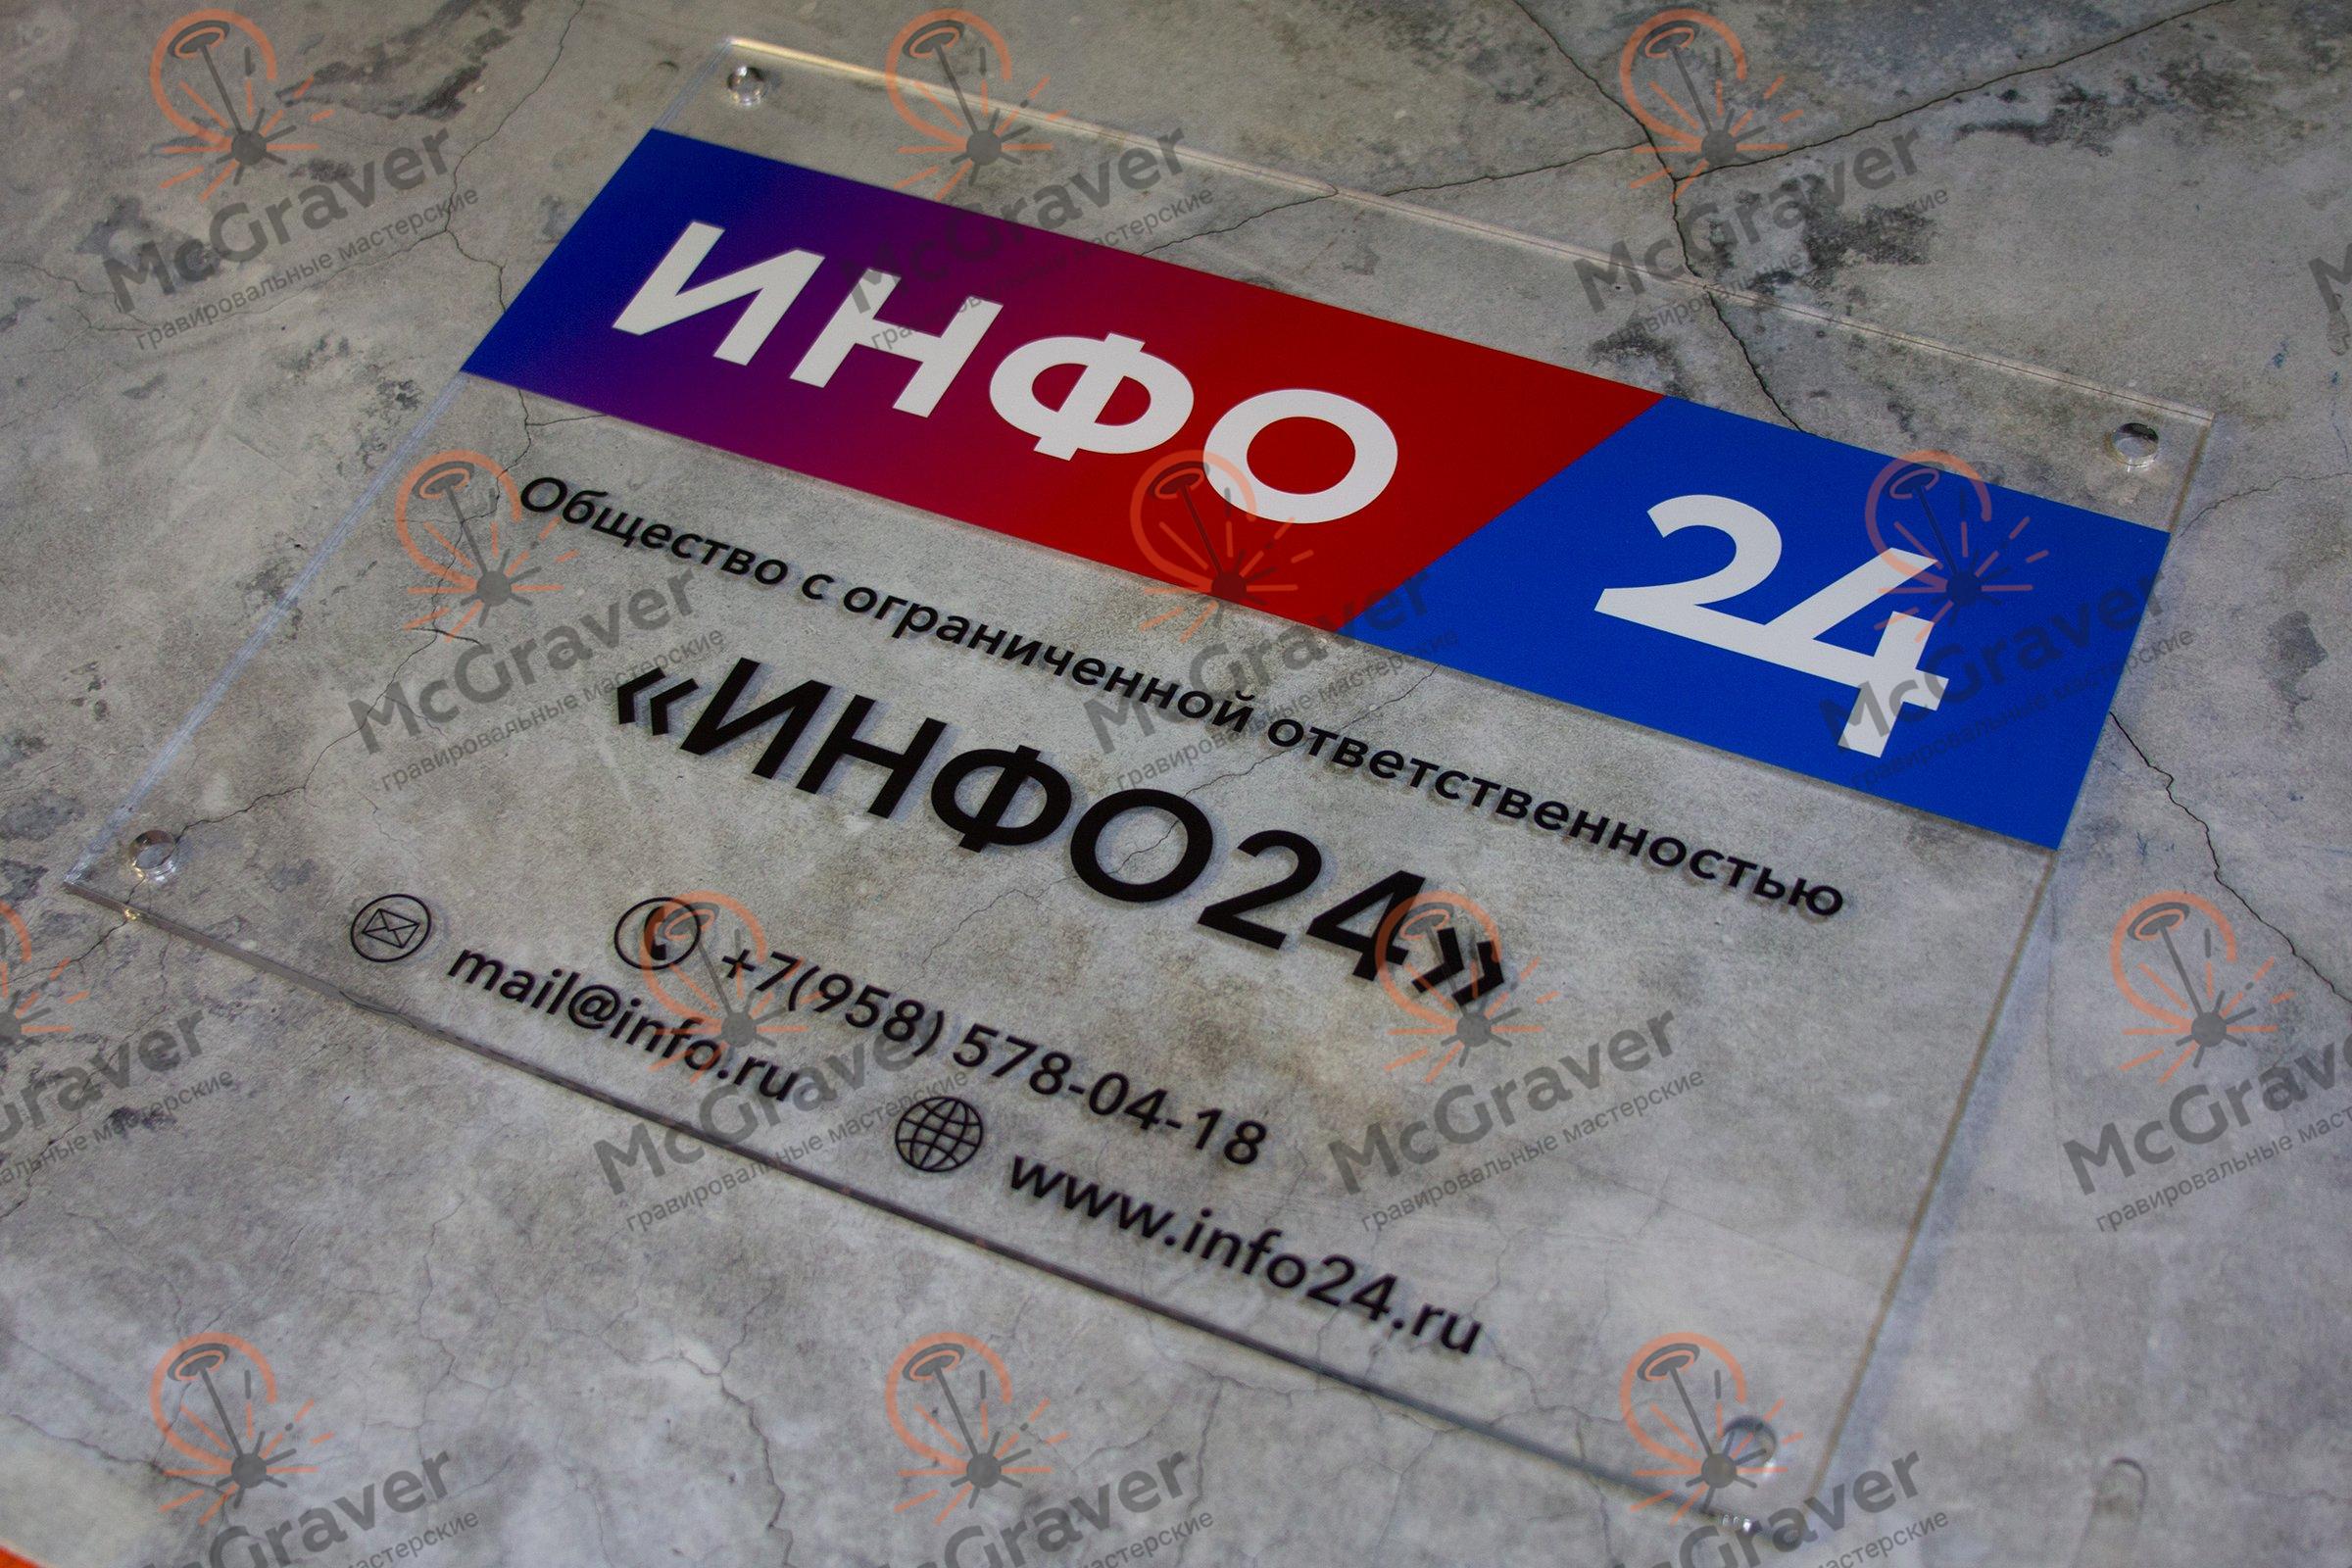 ИНФО 24
Общество с ограниченной ответственностью
«ИНФО24»
+7(958) 578-04-18
mail@info.ru
www.info24.ru
McGraver
гравировальные мастерские